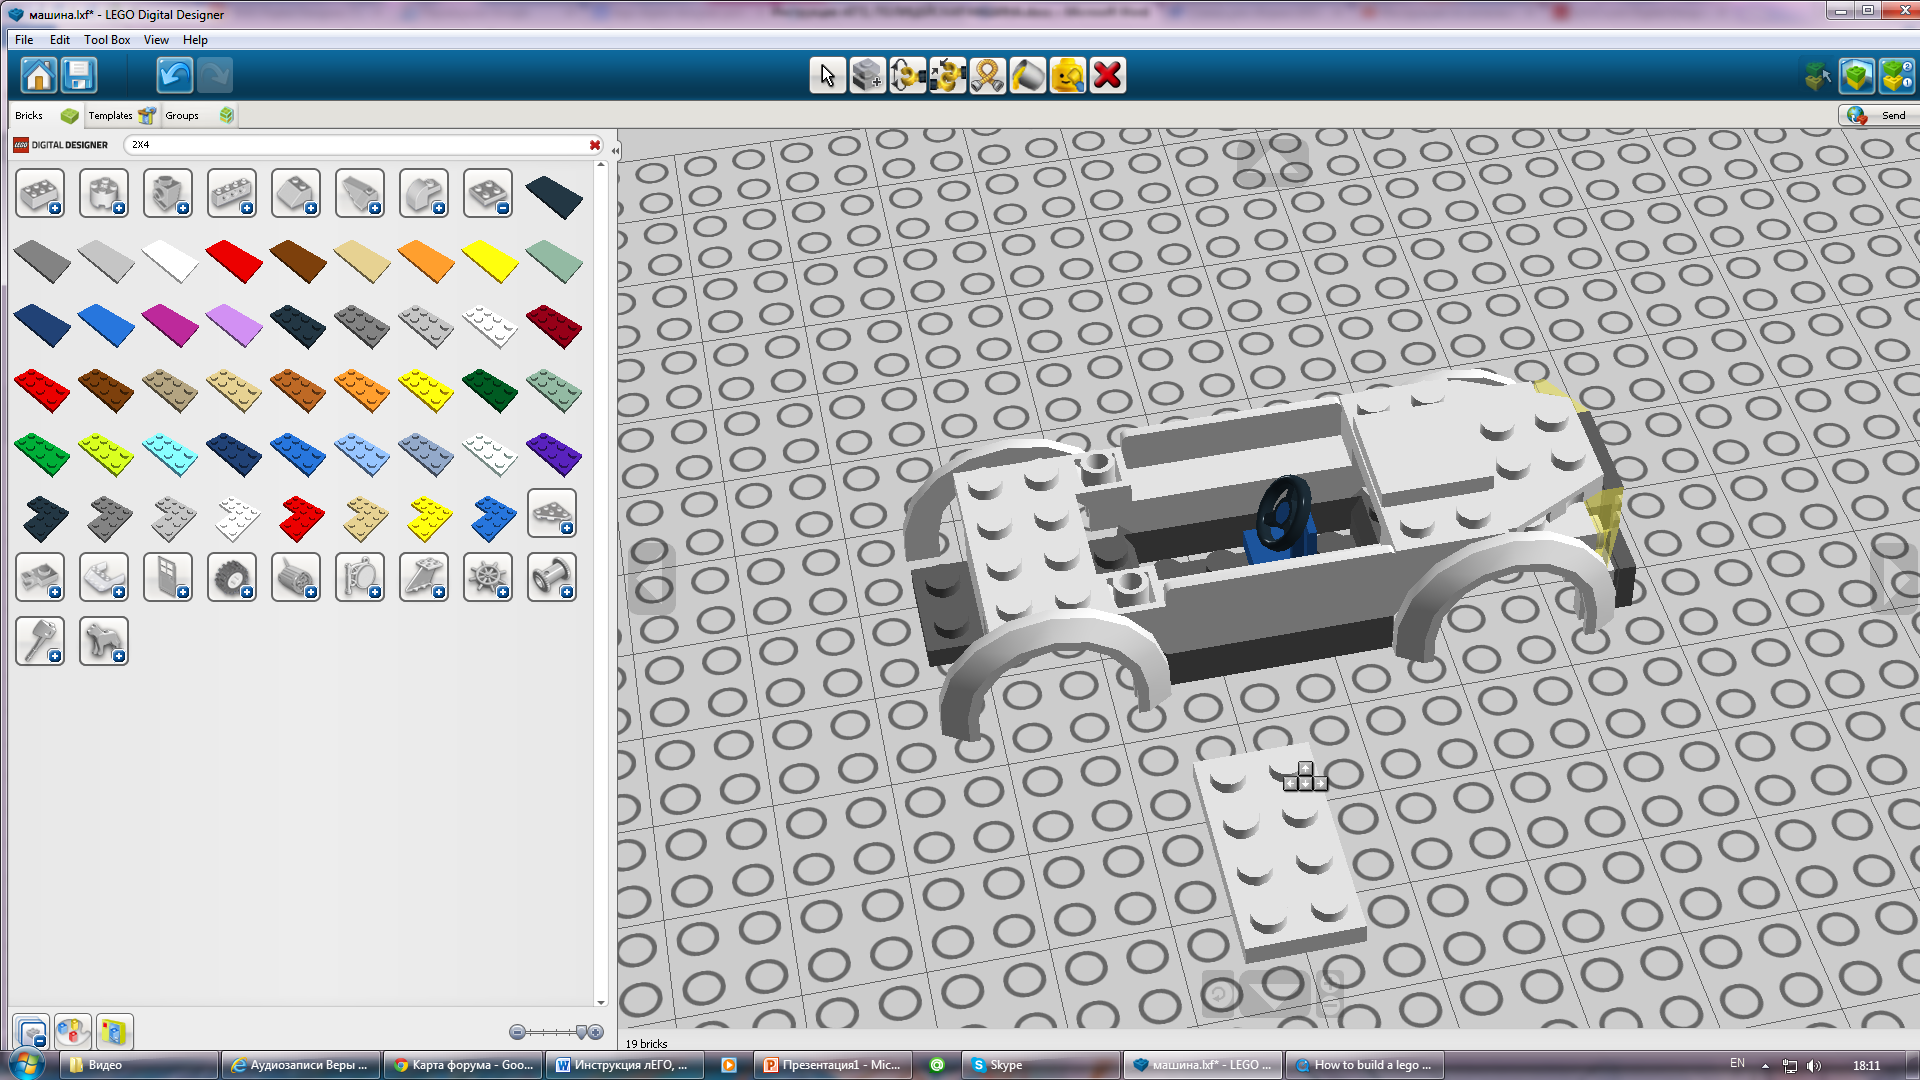 машина.lxf* - LEGO Digital Designer
File Edit Tool Box View Help
Bricks Templates Groups
Send
LEGO DIGITAL DESIGNER 2X4
19 bricks
Видео
Аудиозаписи Веры ...
Карта форума - Goo...
Инструкция лЕГО, ...
Презентация1 - Mic...
Skype
машина.lxf* - LEGO ...
How to build a lego ...
EN
18:11